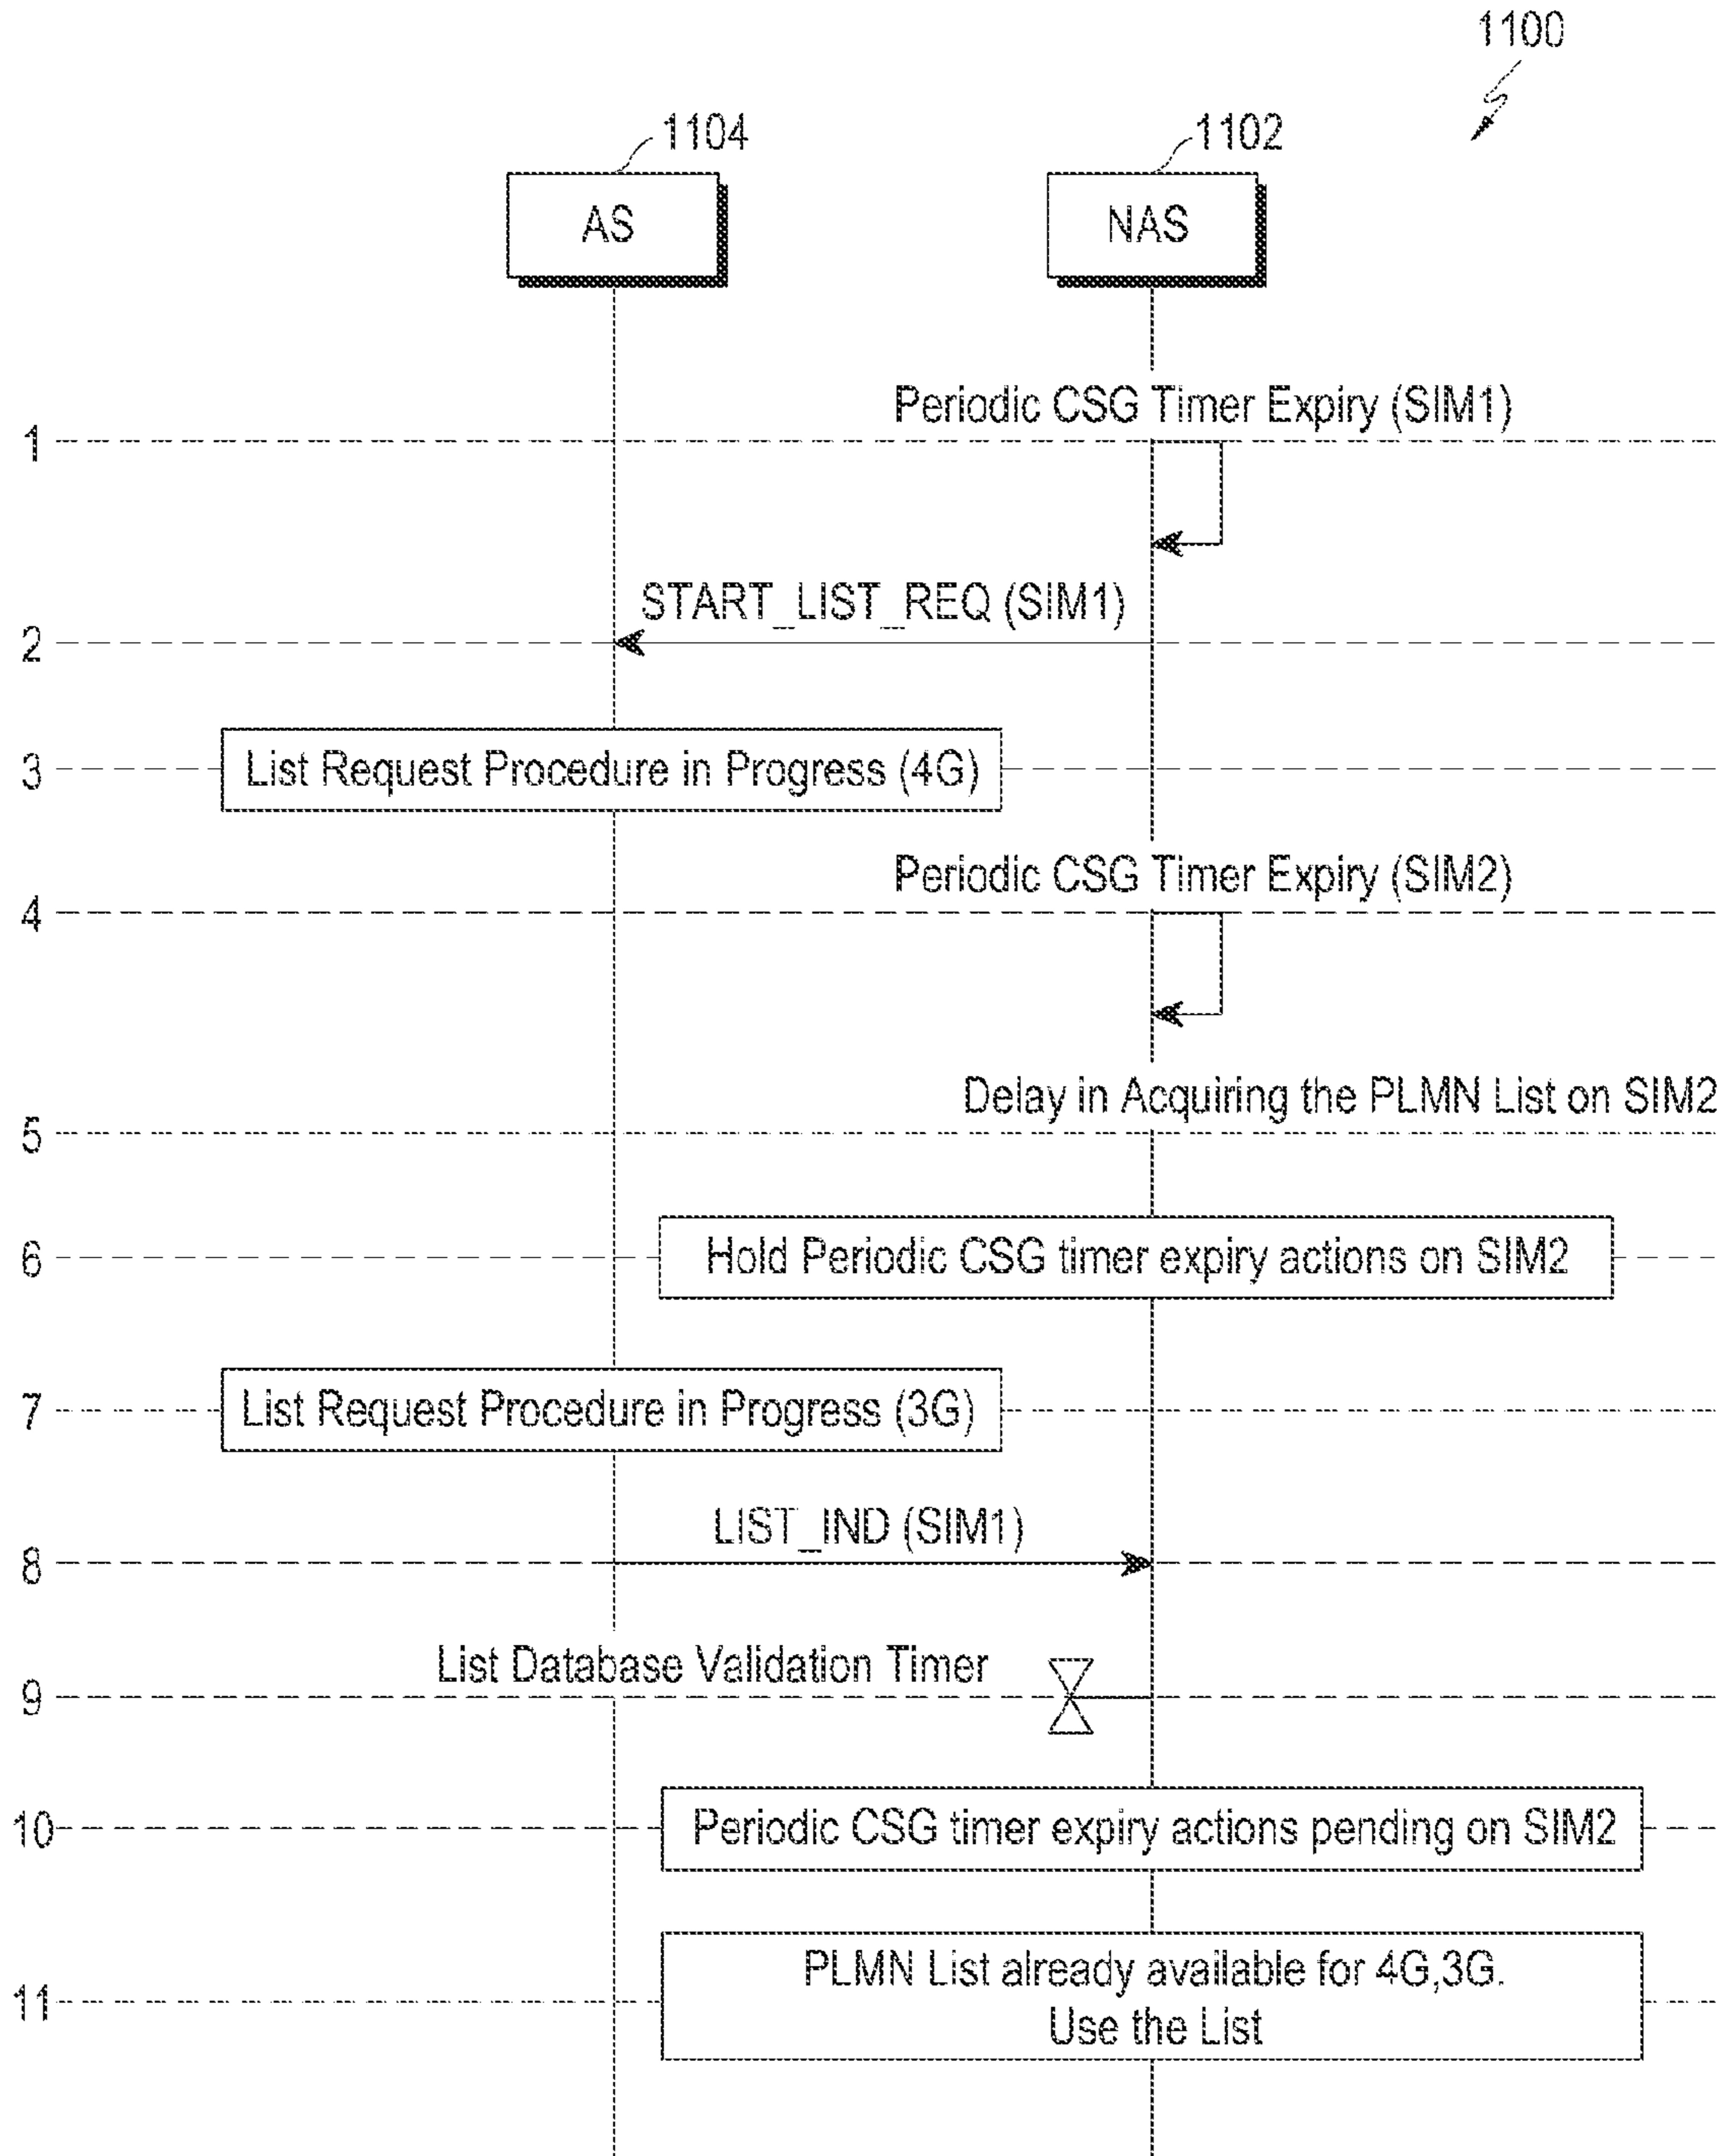 1100
1104
1102
AS
NAS
Periodic CSG Timer Expiry (SIM1)
1
START_LIST_REQ (SIM1)
2
3
List Request Procedure in Progress (4G)
Periodic CSG Timer Expiry (SIM2)
4
Delay in Acquiring the PLMN List on SIM2
5
6
Hold Periodic CSG timer expiry actions on SIM2
7
List Request Procedure in Progress (3G)
LIST_IND (SIM1)
8
List Database Validation Timer
9
10
Periodic CSG timer expiry actions pending on SIM2
11
PLMN List already available for 4G,3G.
Use the List